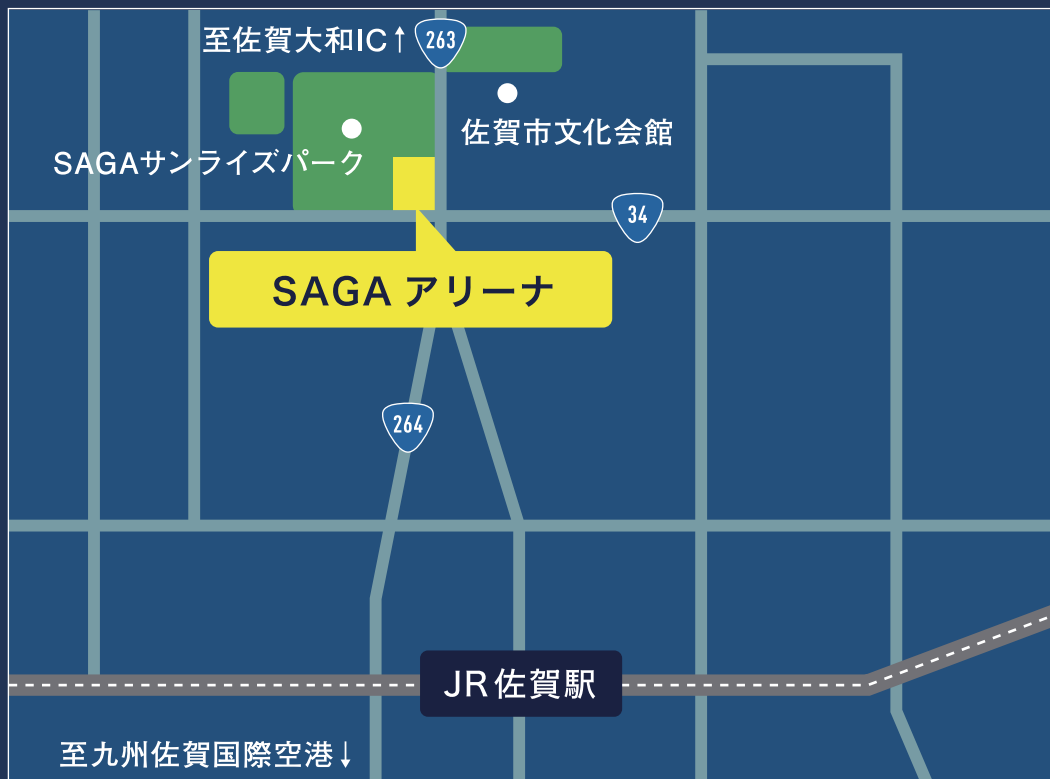 至佐賀大和IC↑
263
佐賀市文化会館
SAGAサンライズパーク
34
SAGA アリーナ
264
JR佐賀駅
至九州佐賀国際空港↓